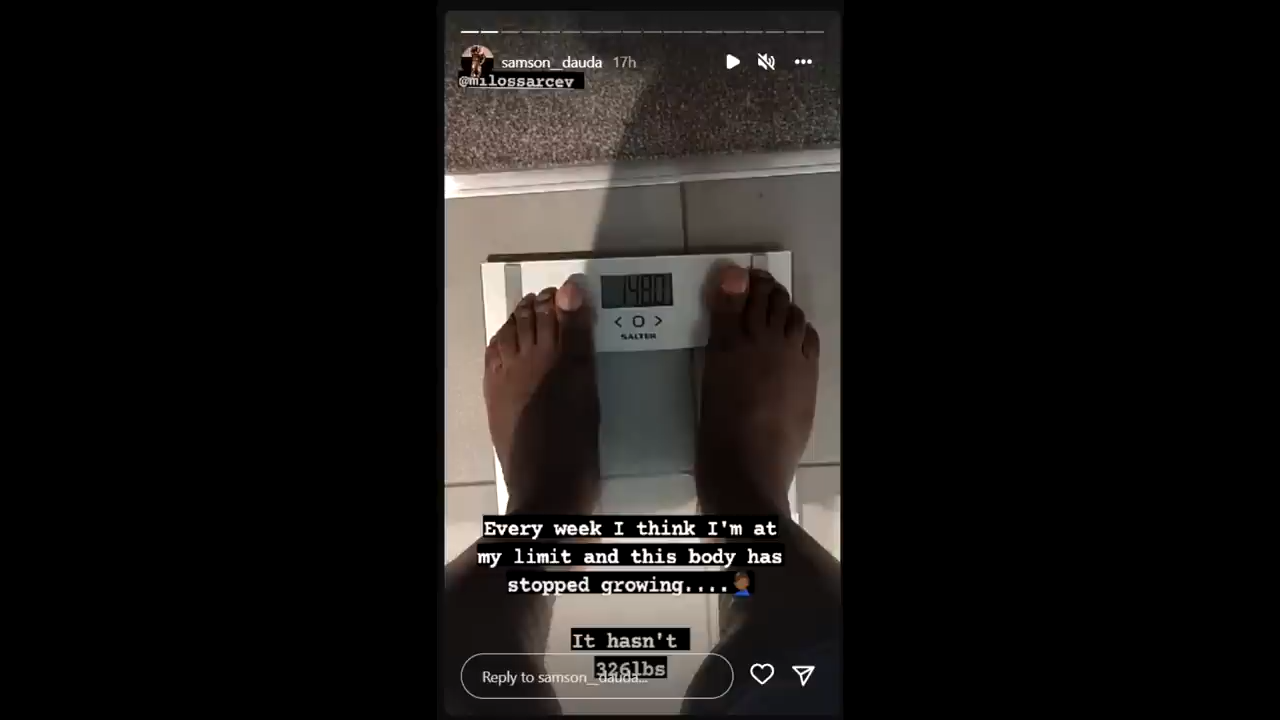 samson__dauda 17h
@milossarcev
148.0
< O >
SALTER
Every week I think I'm at
my limit and this body has
stopped growing....🤦🏾‍♂️
It hasn't
326lbs
Reply to samson__dauda...